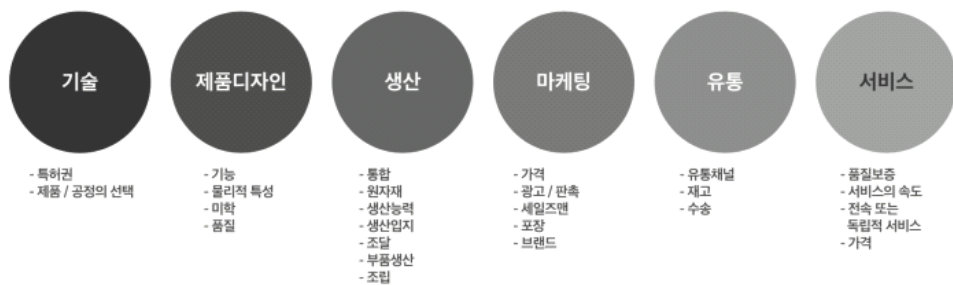 기술
제품디자인
생산
마케팅
유통
서비스
- 특허권
- 제품 / 공정의 선택
- 기능
- 물리적 특성
- 미학
- 품질
- 통합
- 원자재
- 생산능력
- 생산입지
- 조달
- 부품생산
- 조립
- 가격
- 광고 / 판촉
- 세일즈맨
- 포장
- 브랜드
- 유통채널
- 재고
- 수송
- 품질보증
- 서비스의 속도
- 전속 또는
독립적 서비스
- 가격